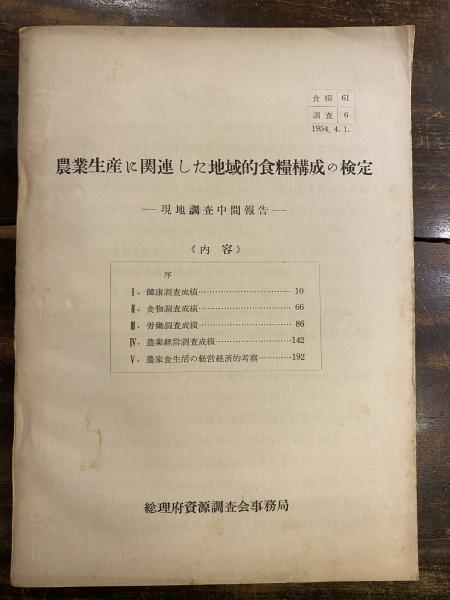 食糧 61
調査 6
1954. 4. 1.
農業生産に関連した地域的食糧構成の検定
―現地調査中間報告―
《内容》
序
Ⅰ. 健康調査成績……………………………10
Ⅱ. 食物調査成績……………………………66
Ⅲ. 労働調査成績……………………………86
Ⅳ. 農業経営調査成績………………………142
Ⅴ. 農家食生活の経営経済的考察…………192
総理府資源調査会事務局